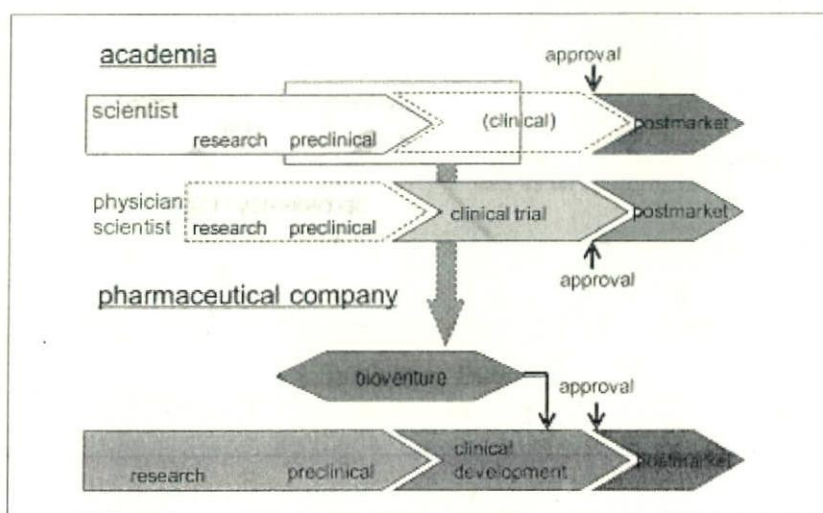 academia
approval
scientist
research preclinical
(clinical)
postmarket
physician
scientist
research preclinical
clinical trial
postmarket
approval
pharmaceutical company
bioventure
approval
research preclinical
clinical
development
postmarket